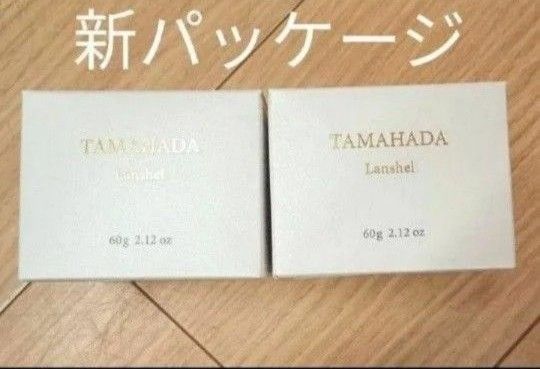 新パッケージ
TAMAHADA
Lanshel
60g 2.12 oz
TAMAHADA
Lanshel
60g 2.12 oz